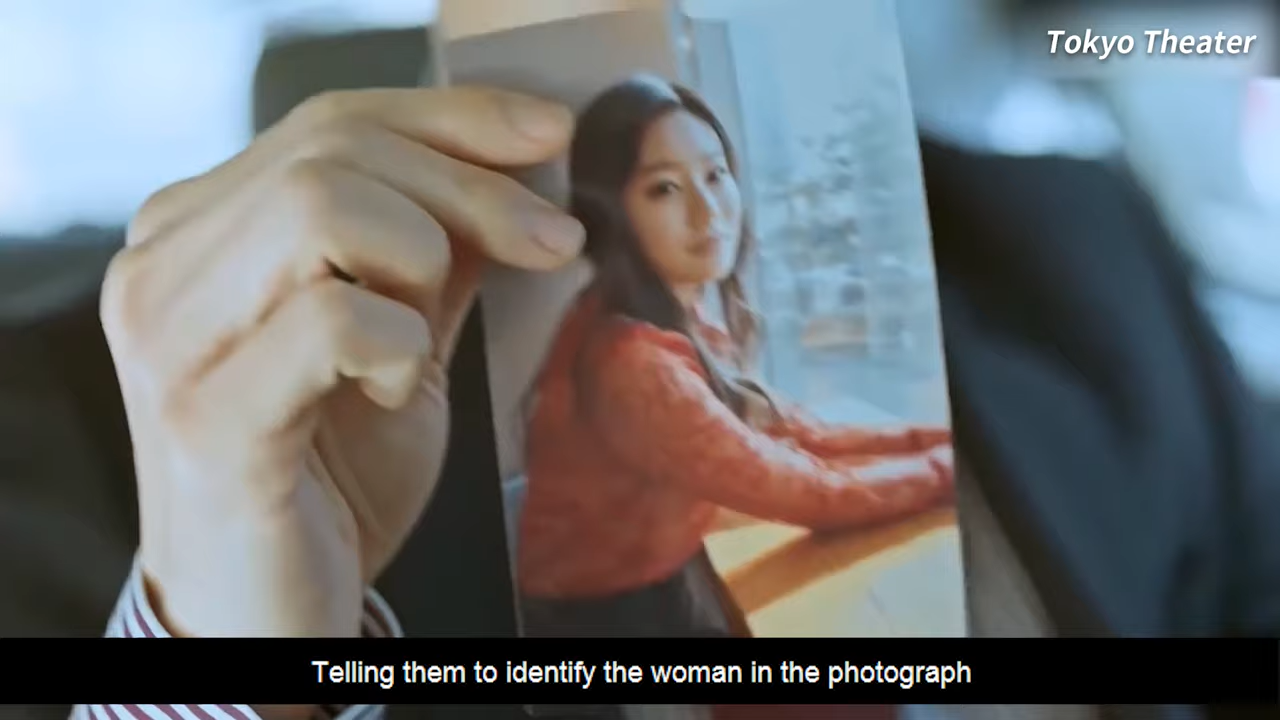 Tokyo Theater
Telling them to identify the woman in the photograph